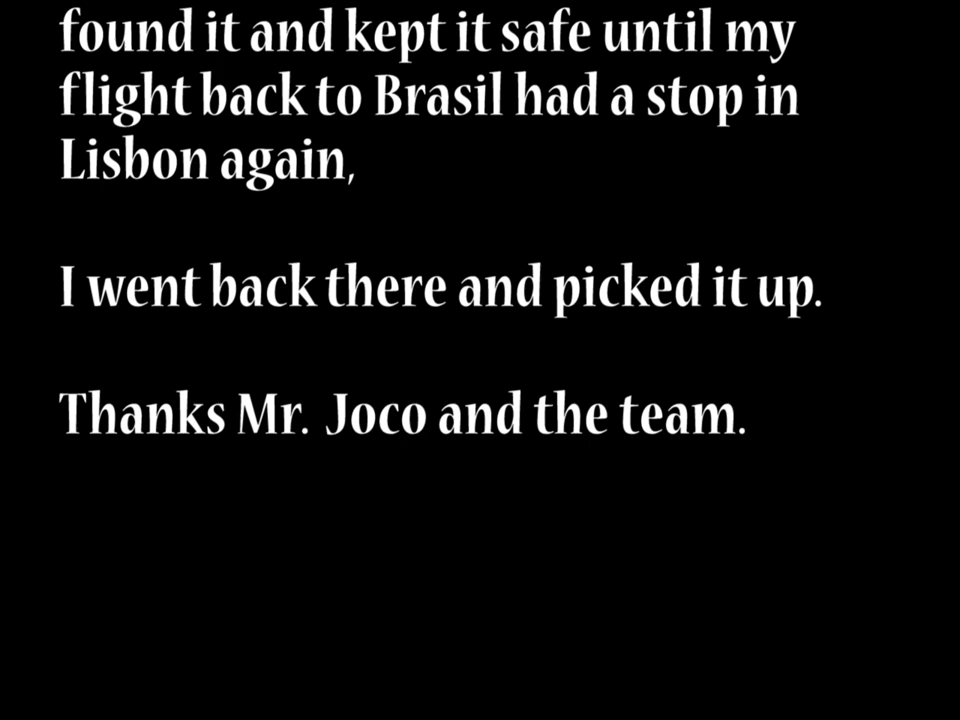 found it and kept it safe until my
flight back to Brasil had a stop in
Lisbon again,
I went back there and picked it up.
Thanks Mr. Joco and the team.